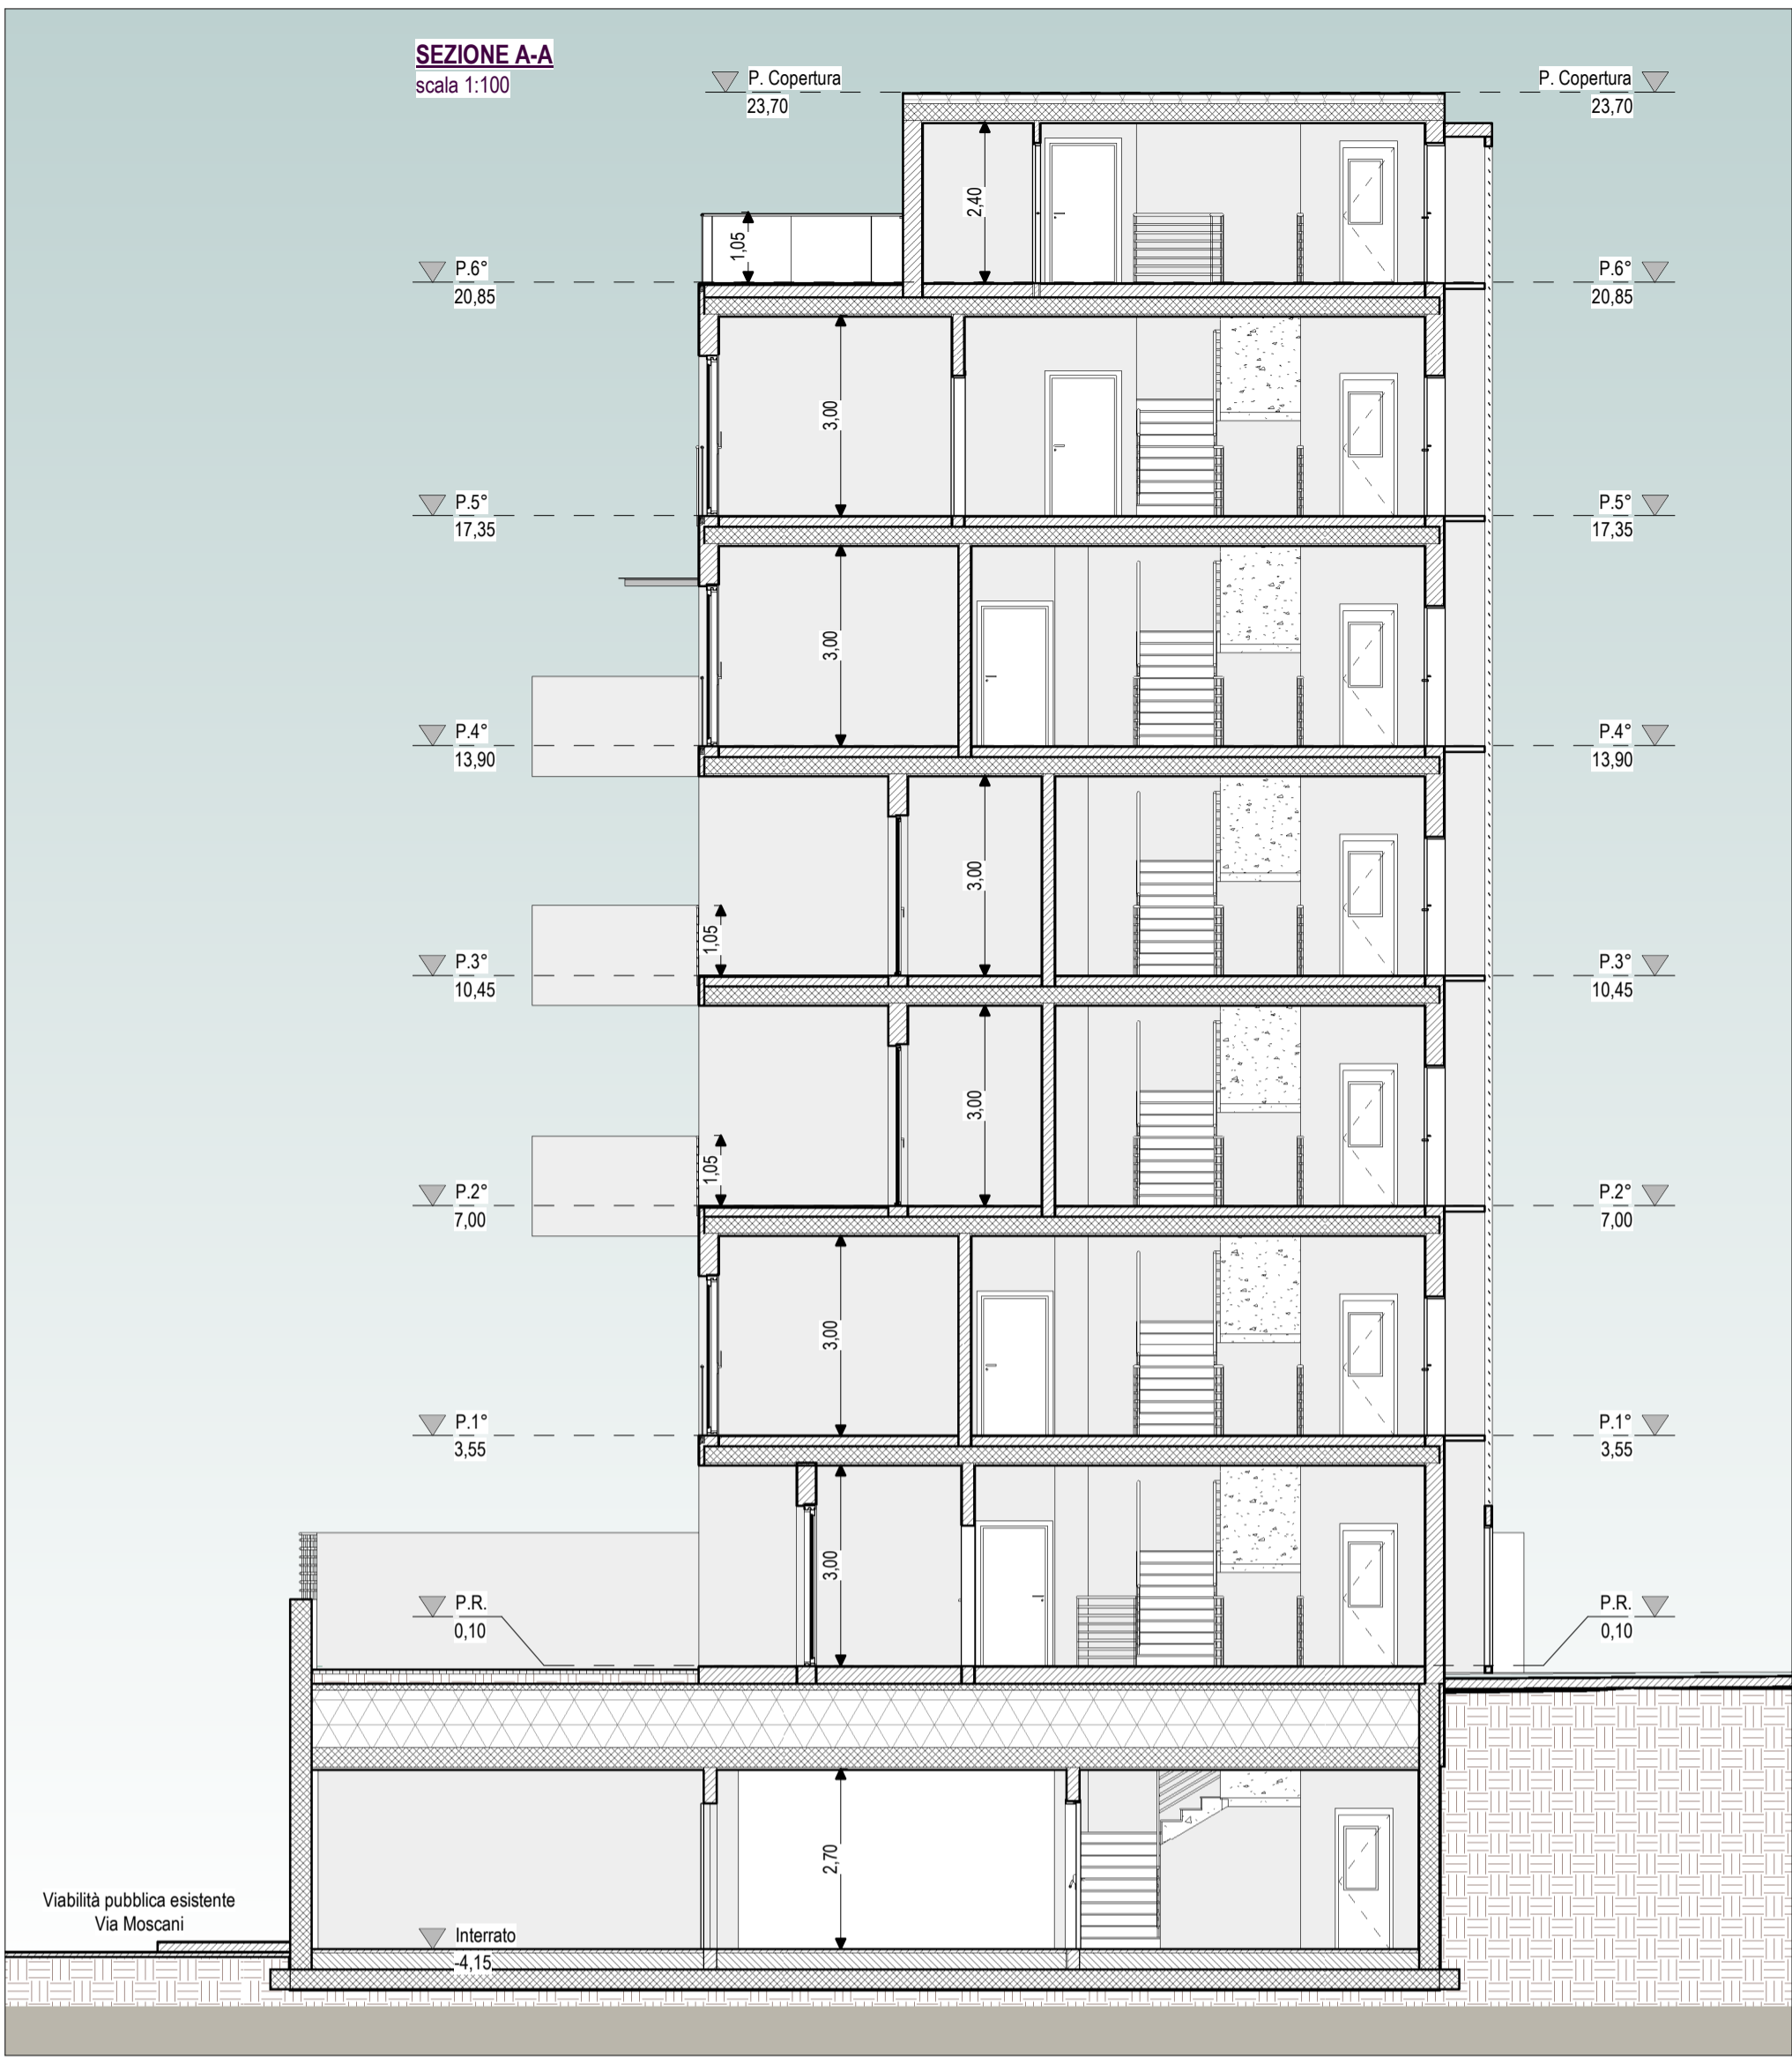 SEZIONE A-A
scala 1:100
P. Copertura
23,70
P. Copertura
23,70
2,40
1,05
P.6°
20,85
P.6°
20,85
3,00
P.5°
17,35
P.5°
17,35
3,00
P.4°
13,90
P.4°
13,90
3,00
1,05
P.3°
10,45
P.3°
10,45
3,00
1,05
P.2°
7,00
P.2°
7,00
3,00
P.1°
3,55
P.1°
3,55
3,00
P.R.
0,10
P.R.
0,10
2,70
Viabilità pubblica esistente
Via Moscani
Interrato
-4,15